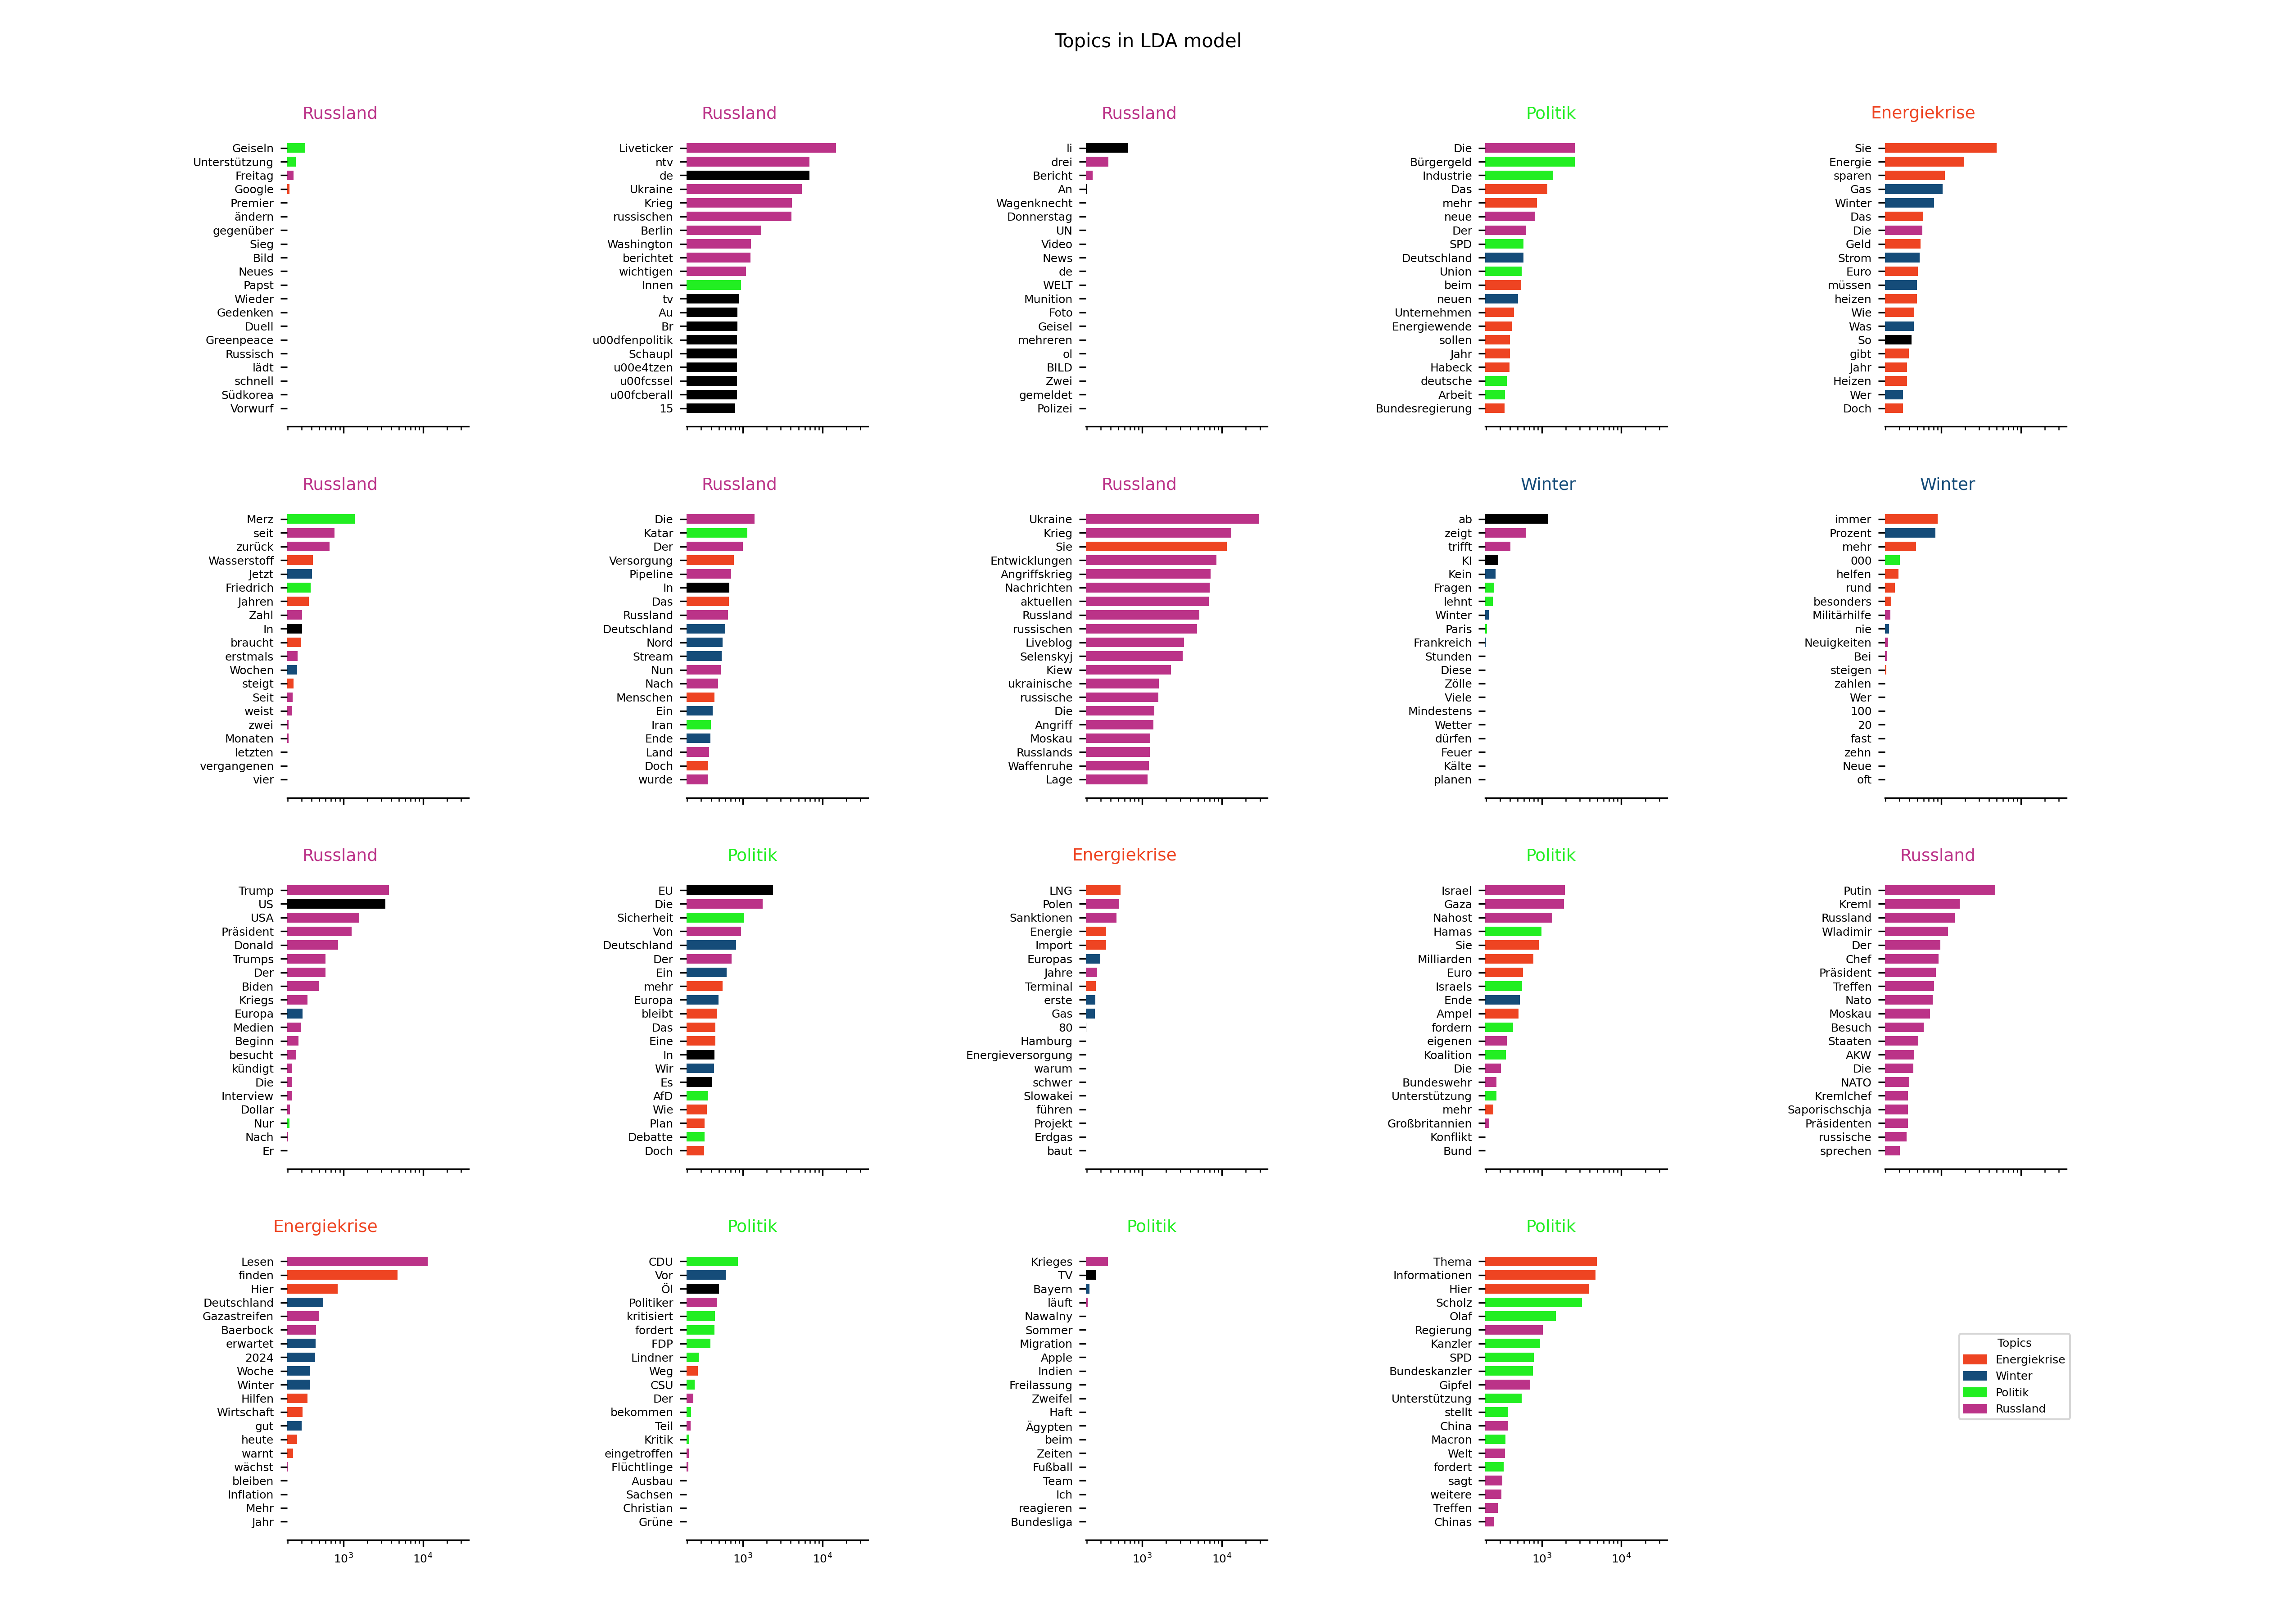 Topics in LDA model
Russland
Geiseln
Unterstützung
Freitag
Google
Premier
ändern
gegenüber
Sieg
Bild
Neues
Papst
Wieder
Gedenken
Duell
Greenpeace
Russisch
lädt
schnell
Südkorea
Vorwurf
Russland
Liveticker
ntv
de
Ukraine
Krieg
russischen
Berlin
Washington
berichtet
wichtigen
Innen
tv
Au
Br
u00dfenpolitik
Schaupl
u00e4tzen
u00fcssel
u00fcberall
15
Russland
li
drei
Bericht
An
Wagenknecht
Donnerstag
UN
Video
News
de
WELT
Munition
Foto
Geisel
mehreren
ol
BILD
Zwei
gemeldet
Polizei
Politik
Die
Bürgergeld
Industrie
Das
mehr
neue
Der
SPD
Deutschland
Union
beim
neuen
Unternehmen
Energiewende
sollen
Jahr
Habeck
deutsche
Arbeit
Bundesregierung
Energiekrise
Sie
Energie
sparen
Gas
Winter
Das
Die
Geld
Strom
Euro
müssen
heizen
Wie
Was
So
gibt
Jahr
Heizen
Wer
Doch
Russland
Merz
seit
zurück
Wasserstoff
Jetzt
Friedrich
Jahren
Zahl
In
braucht
erstmals
Wochen
steigt
Seit
weist
zwei
Monaten
letzten
vergangenen
vier
Russland
Die
Katar
Der
Versorgung
Pipeline
In
Das
Russland
Deutschland
Nord
Stream
Nun
Nach
Menschen
Ein
Iran
Ende
Land
Doch
wurde
Russland
Ukraine
Krieg
Sie
Entwicklungen
Angriffskrieg
Nachrichten
aktuellen
Russland
russischen
Liveblog
Selenskyj
Kiew
ukrainische
russische
Die
Angriff
Moskau
Russlands
Waffenruhe
Lage
Winter
ab
zeigt
trifft
KI
Kein
Fragen
lehnt
Winter
Paris
Frankreich
Stunden
Diese
Zölle
Viele
Mindestens
Wetter
dürfen
Feuer
Kälte
planen
Winter
immer
Prozent
mehr
000
helfen
rund
besonders
Militärhilfe
nie
Neuigkeiten
Bei
steigen
zahlen
Wer
100
20
fast
zehn
Neue
oft
Russland
Trump
US
USA
Präsident
Donald
Trumps
Der
Biden
Kriegs
Europa
Medien
Beginn
besucht
kündigt
Die
Interview
Dollar
Nur
Nach
Er
Politik
EU
Die
Sicherheit
Von
Deutschland
Der
Ein
mehr
Europa
bleibt
Das
Eine
In
Wir
Es
AfD
Wie
Plan
Debatte
Doch
Energiekrise
LNG
Polen
Sanktionen
Energie
Import
Europas
Jahre
Terminal
erste
Gas
80
Hamburg
Energieversorgung
warum
schwer
Slowakei
führen
Projekt
Erdgas
baut
Politik
Israel
Gaza
Nahost
Hamas
Sie
Milliarden
Euro
Israels
Ende
Ampel
fordern
eigenen
Koalition
Die
Bundeswehr
Unterstützung
mehr
Großbritannien
Konflikt
Bund
Russland
Putin
Kreml
Russland
Wladimir
Der
Chef
Präsident
Treffen
Nato
Moskau
Besuch
Staaten
AKW
Die
NATO
Kremlchef
Saporischschja
Präsidenten
russische
sprechen
Energiekrise
Lesen
finden
Hier
Deutschland
Gazastreifen
Baerbock
erwartet
2024
Woche
Winter
Hilfen
Wirtschaft
gut
heute
warnt
wächst
bleiben
Inflation
Mehr
Jahr
10³ 10⁴
Politik
CDU
Vor
Öl
Politiker
kritisiert
fordert
FDP
Lindner
Weg
CSU
Der
bekommen
Teil
Kritik
eingetroffen
Flüchtlinge
Ausbau
Sachsen
Christian
Grüne
10³ 10⁴
Politik
Krieges
TV
Bayern
läuft
Nawalny
Sommer
Migration
Apple
Indien
Freilassung
Zweifel
Haft
Ägypten
beim
Zeiten
Fußball
Team
Ich
reagieren
Bundesliga
10³ 10⁴
Politik
Thema
Informationen
Hier
Scholz
Olaf
Regierung
Kanzler
SPD
Bundeskanzler
Gipfel
Unterstützung
stellt
China
Macron
Welt
fordert
sagt
weitere
Treffen
Chinas
10³ 10⁴
Topics
Energiekrise
Winter
Politik
Russland